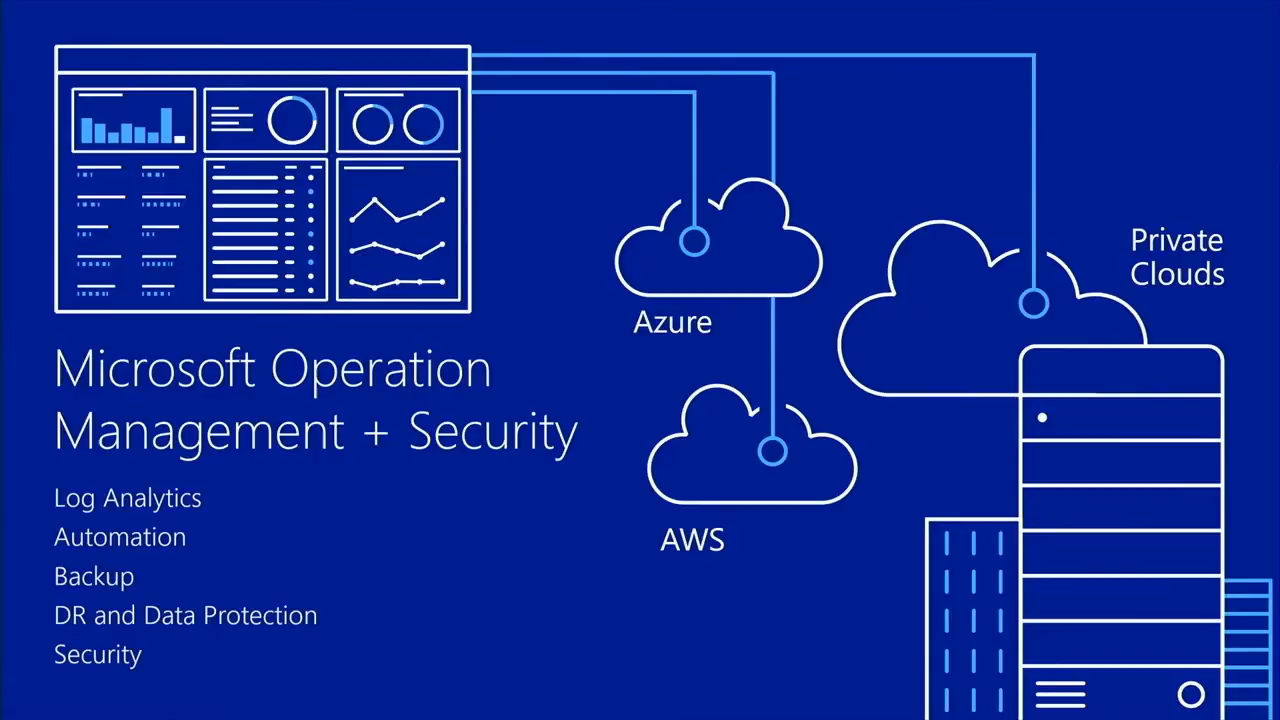 Microsoft Operation
Management + Security
Log Analytics
Automation
Backup
DR and Data Protection
Security
Azure
AWS
Private
Clouds